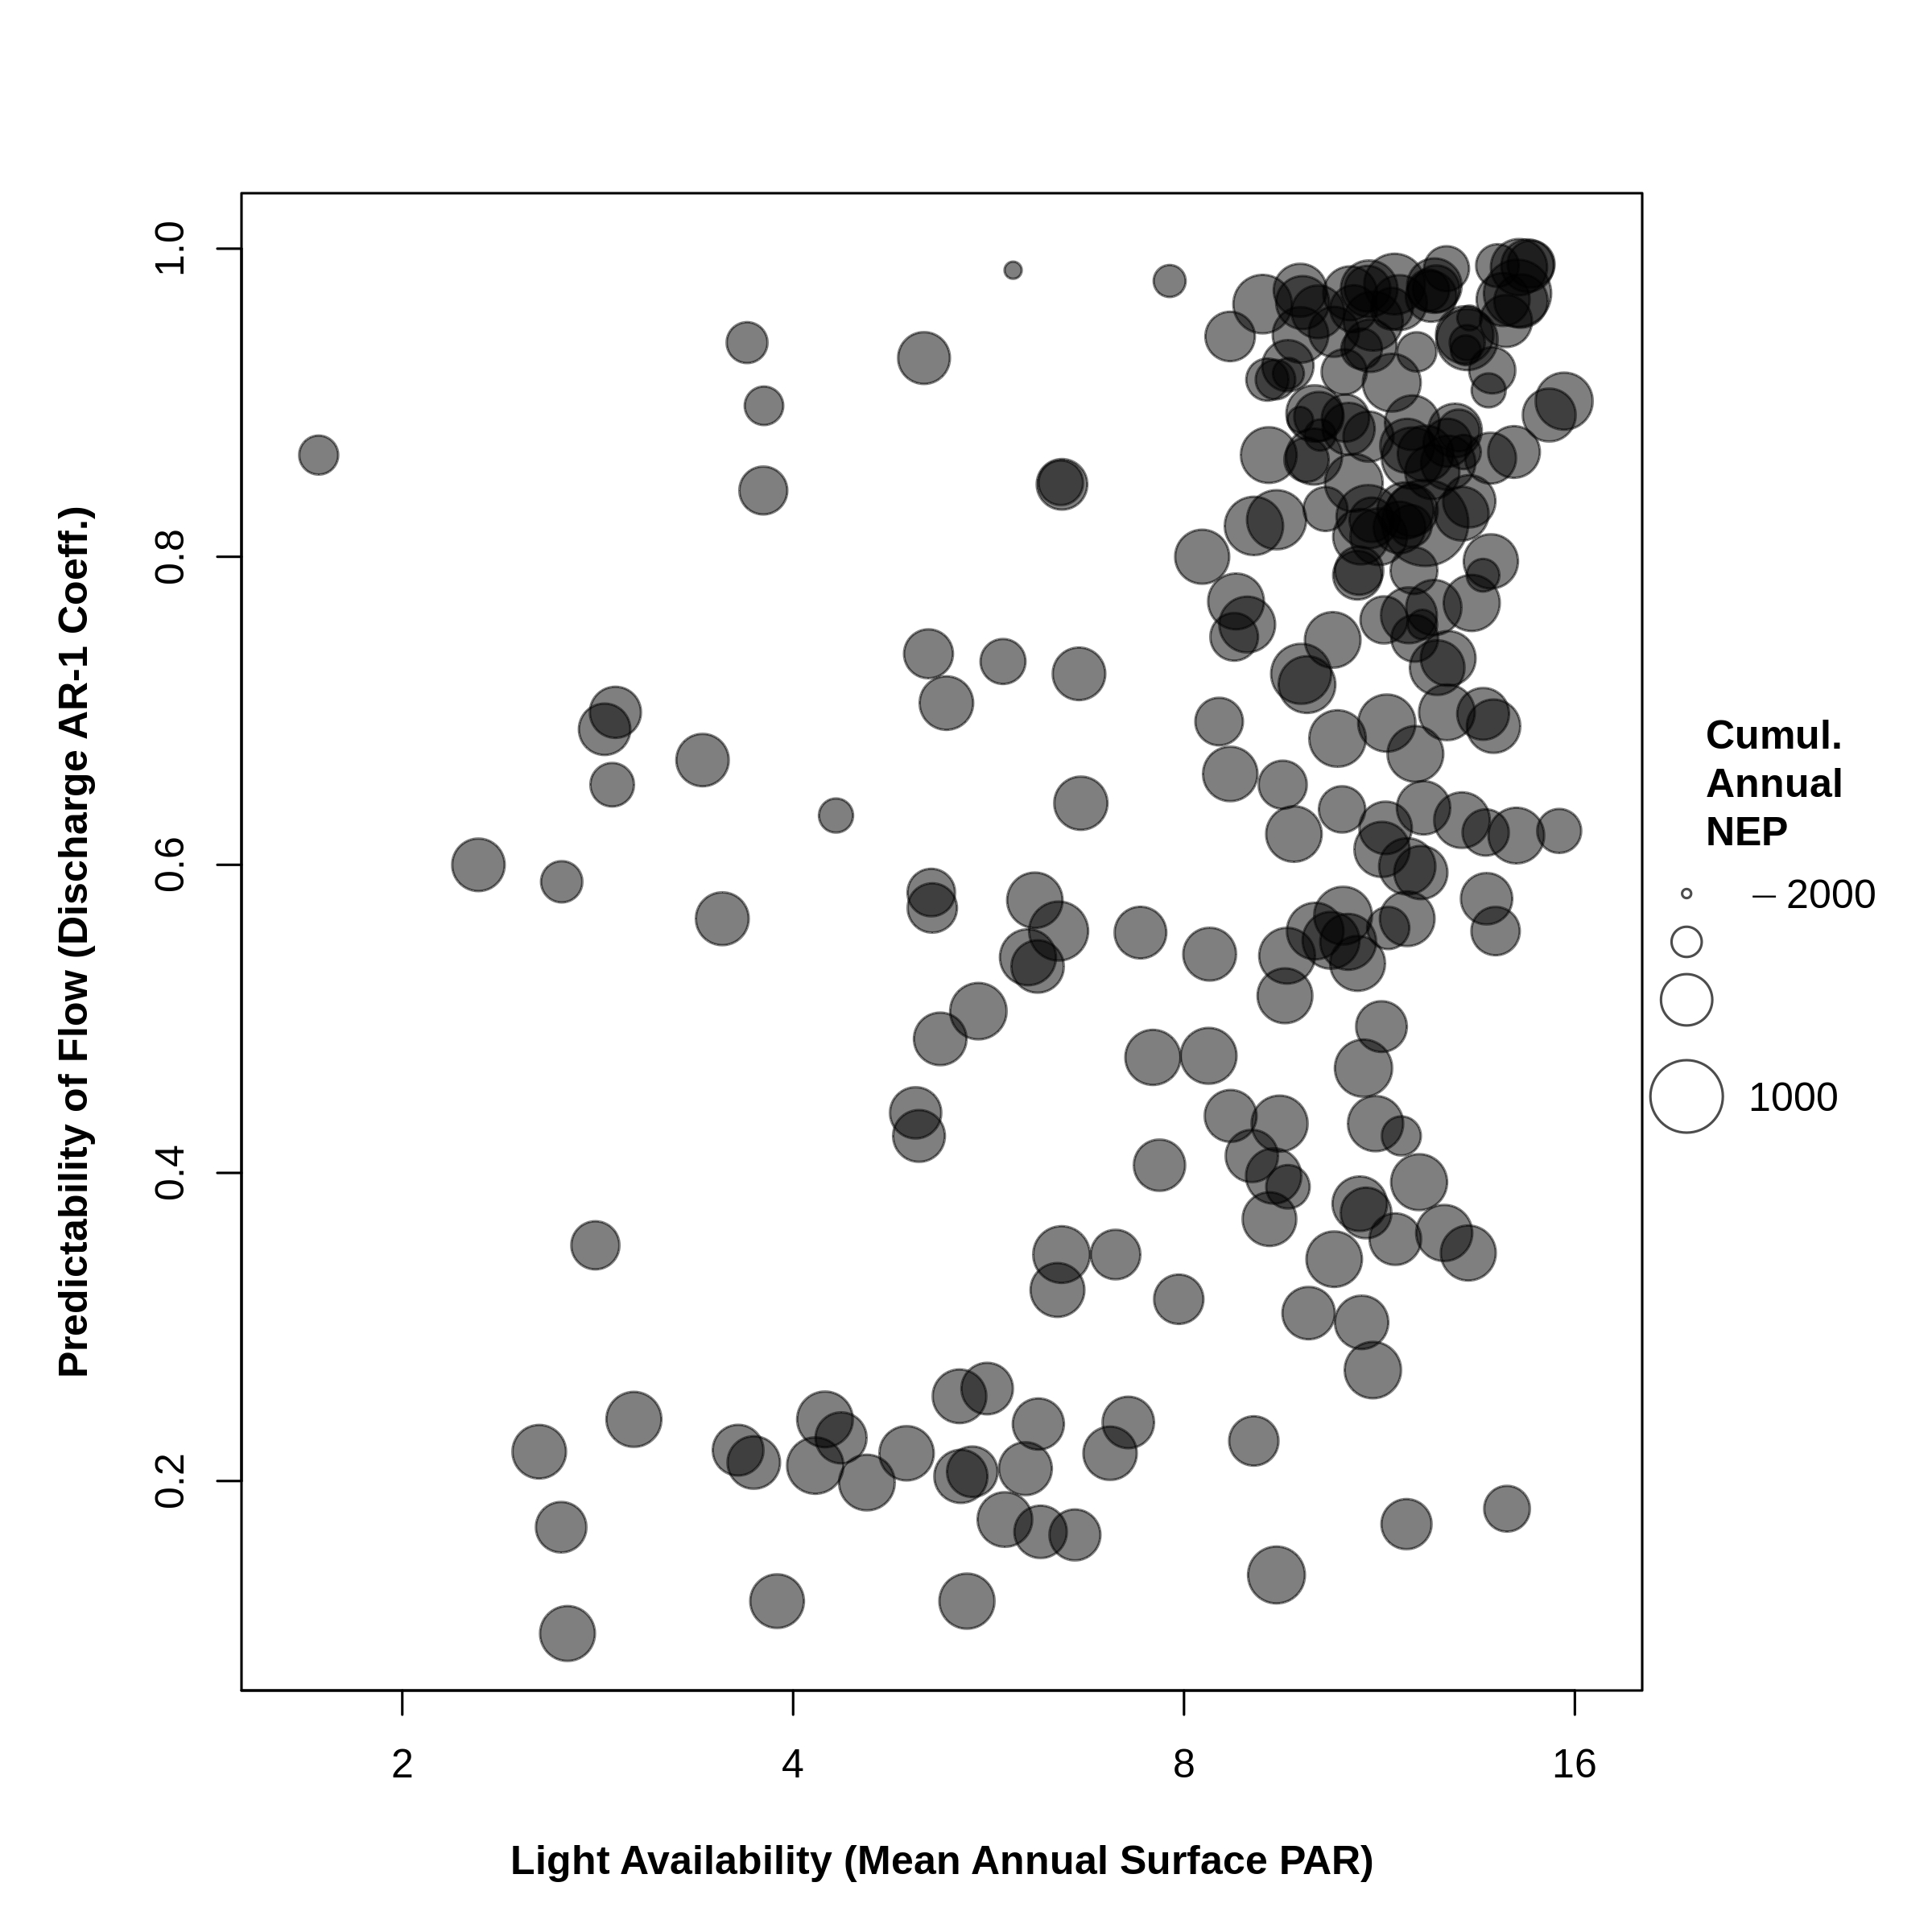 Predictability of Flow (Discharge AR-1 Coeff.)
1.0
0.8
0.6
0.4
0.2
2 4 8 16
Light Availability (Mean Annual Surface PAR)
Cumul.
Annual
NEP
− 2000
1000